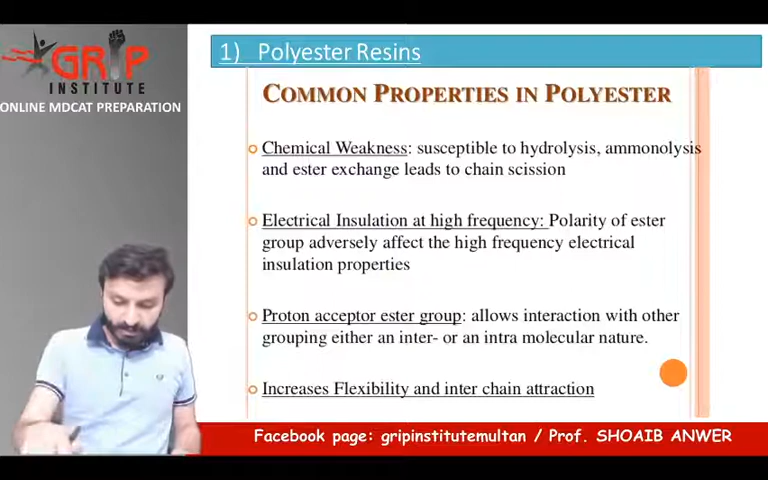 GRIP
INSTITUTE
ONLINE MDCAT PREPARATION
1) Polyester Resins
COMMON PROPERTIES IN POLYESTER
Chemical Weakness: susceptible to hydrolysis, ammonolysis
and ester exchange leads to chain scission
Electrical Insulation at high frequency: Polarity of ester
group adversely affect the high frequency electrical
insulation properties
Proton acceptor ester group: allows interaction with other
grouping either an inter- or an intra molecular nature.
Increases Flexibility and inter chain attraction
Facebook page: gripinstitutemultan / Prof. SHOAIB ANWER